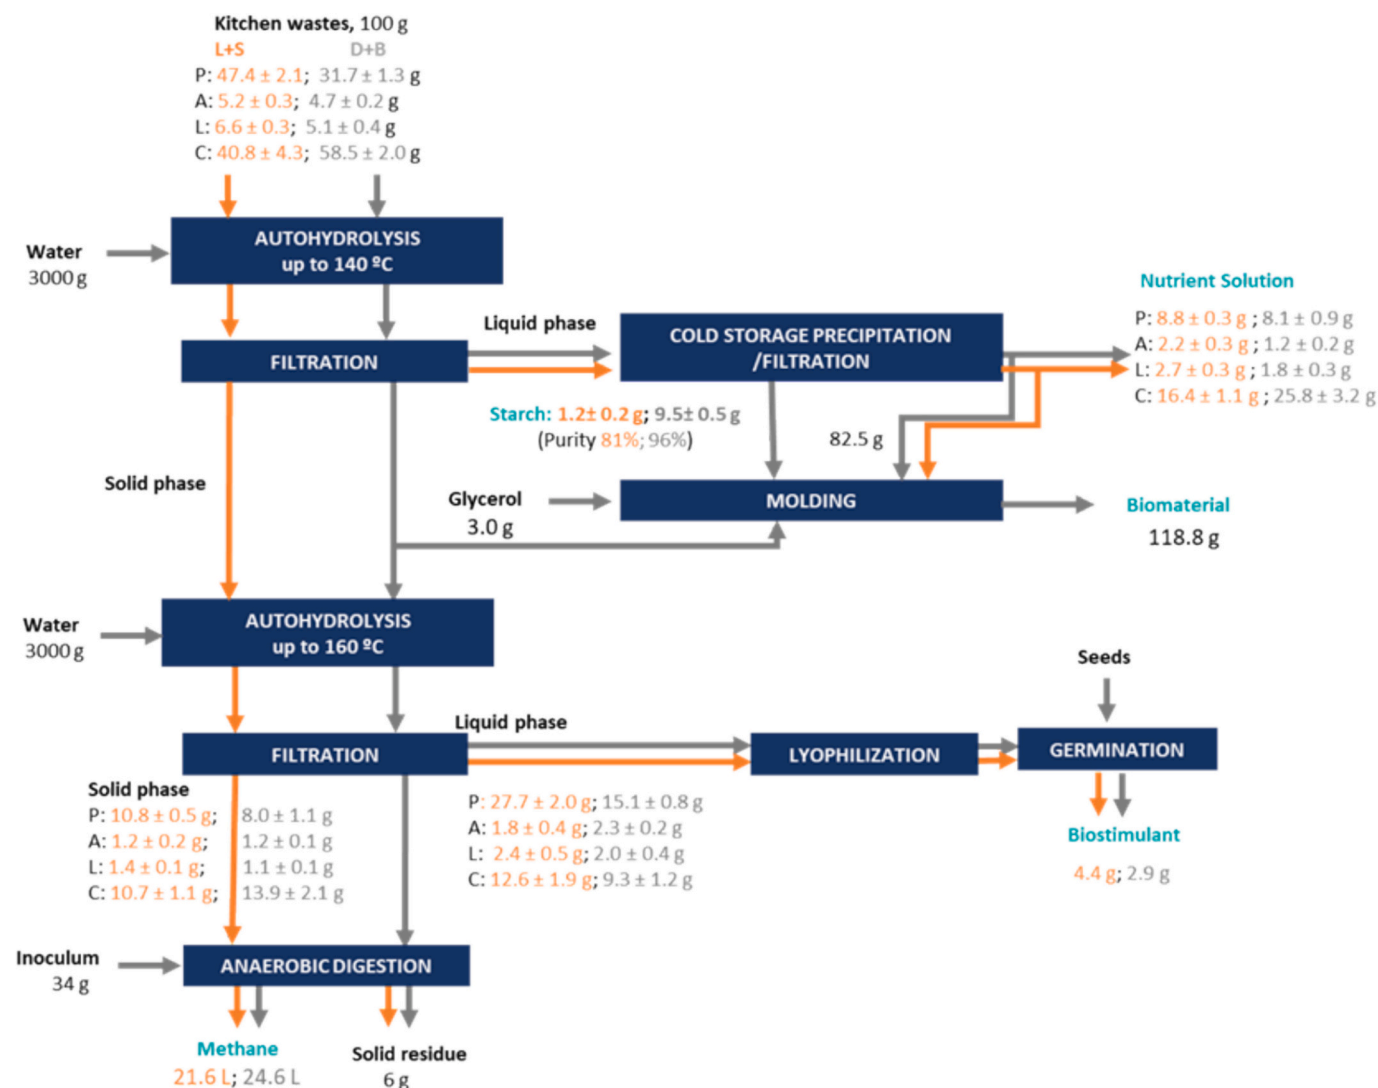 Kitchen wastes, 100 g
L+S D+B
P: 47.4 ± 2.1; 31.7 ± 1.3 g
A: 5.2 ± 0.3; 4.7 ± 0.2 g
L: 6.6 ± 0.3; 5.1 ± 0.4 g
C: 40.8 ± 4.3; 58.5 ± 2.0 g
Water
3000 g
AUTOHYDROLYSIS
up to 140 ºC
FILTRATION
Liquid phase
COLD STORAGE PRECIPITATION
/FILTRATION
Nutrient Solution
P: 8.8 ± 0.3 g ; 8.1 ± 0.9 g
A: 2.2 ± 0.3 g ; 1.2 ± 0.2 g
L: 2.7 ± 0.3 g ; 1.8 ± 0.3 g
C: 16.4 ± 1.1 g ; 25.8 ± 3.2 g
Starch: 1.2± 0.2 g; 9.5± 0.5 g
(Purity 81%; 96%)
82.5 g
Solid phase
Glycerol
3.0 g
MOLDING
Biomaterial
118.8 g
Water
3000 g
AUTOHYDROLYSIS
up to 160 ºC
FILTRATION
Liquid phase
LYOPHILIZATION
Seeds
GERMINATION
Solid phase
P: 10.8 ± 0.5 g; 8.0 ± 1.1 g
A: 1.2 ± 0.2 g; 1.2 ± 0.1 g
L: 1.4 ± 0.1 g; 1.1 ± 0.1 g
C: 10.7 ± 1.1 g; 13.9 ± 2.1 g
P: 27.7 ± 2.0 g; 15.1 ± 0.8 g
A: 1.8 ± 0.4 g; 2.3 ± 0.2 g
L: 2.4 ± 0.5 g; 2.0 ± 0.4 g
C: 12.6 ± 1.9 g; 9.3 ± 1.2 g
Biostimulant
4.4 g; 2.9 g
Inoculum
34 g
ANAEROBIC DIGESTION
Methane
21.6 L; 24.6 L
Solid residue
6 g